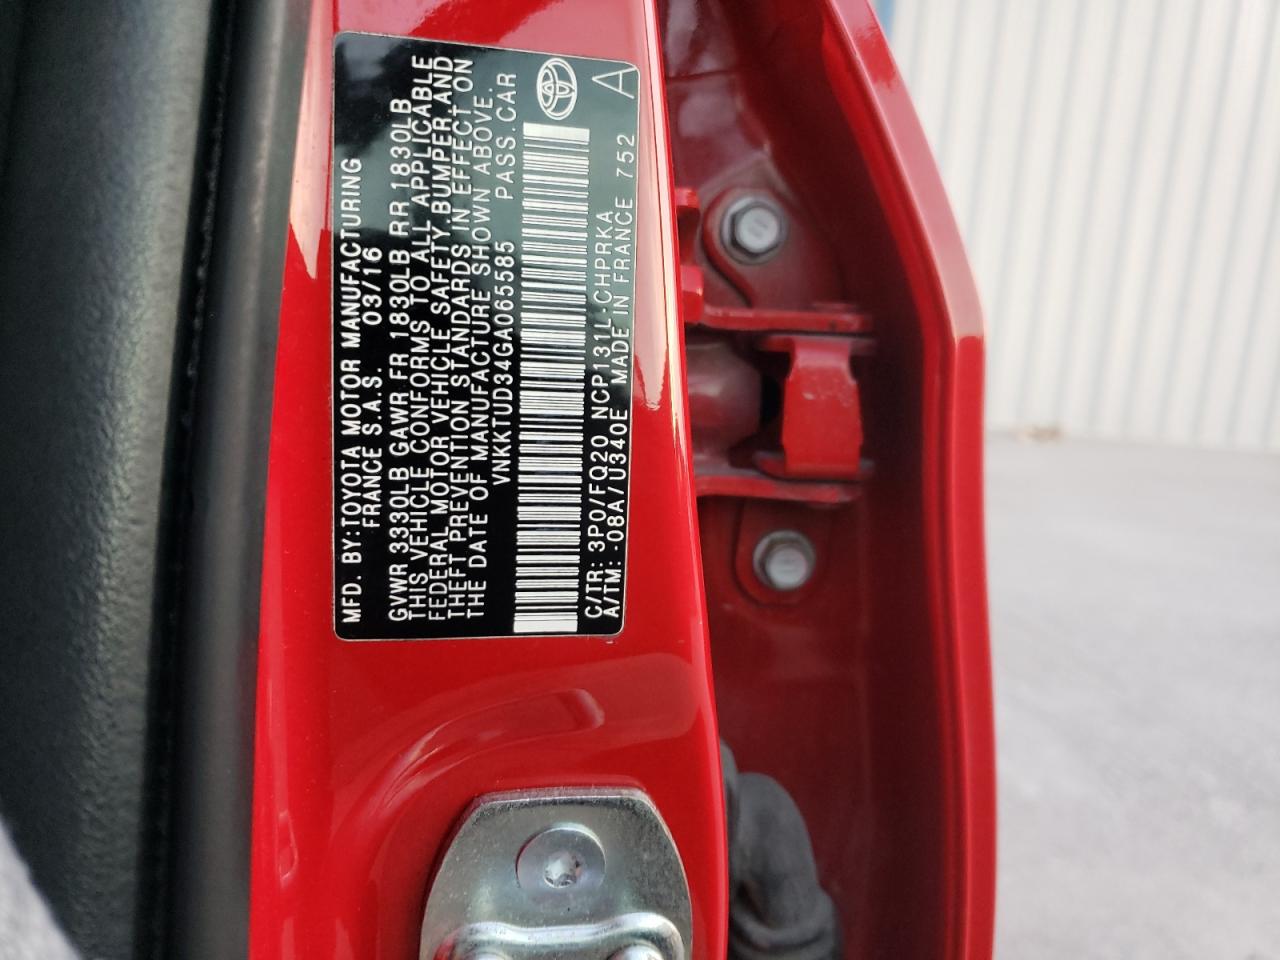 MFD. BY:TOYOTA MOTOR MANUFACTURING
FRANCE S.A.S. 03/16
GVWR 3330LB GAWR FR 1830LB RR 1830LB
THIS VEHICLE CONFORMS TO ALL APPLICABLE
FEDERAL MOTOR VEHICLE SAFETY,BUMPER,AND
THEFT PREVENTION STANDARDS IN EFFECT ON
THE DATE OF MANUFACTURE SHOWN ABOVE.
VNKKTUD34GA065585 PASS.CAR
C/TR: 3P0/FQ20 NCP131L-CHPRKA
A/TM: -08A/U340E MADE IN FRANCE 752 A